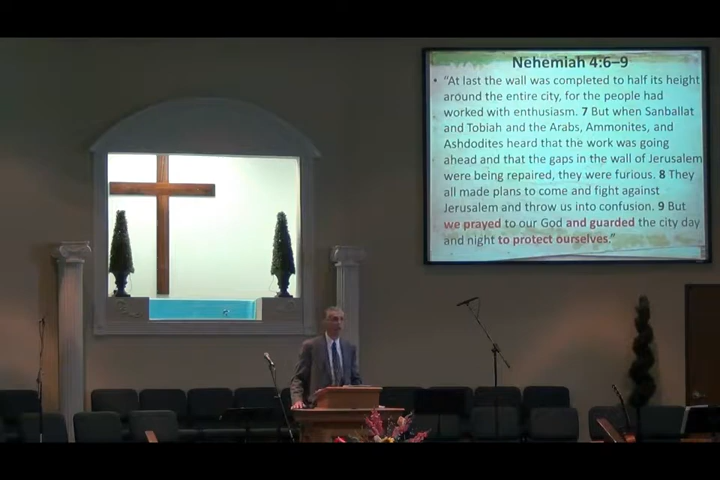 Nehemiah 4:6–9
• “At last the wall was completed to half its height
around the entire city, for the people had
worked with enthusiasm. 7 But when Sanballat
and Tobiah and the Arabs, Ammonites, and
Ashdodites heard that the work was going
ahead and that the gaps in the wall of Jerusalem
were being repaired, they were furious. 8 They
all made plans to come and fight against
Jerusalem and throw us into confusion. 9 But
we prayed to our God and guarded the city day
and night to protect ourselves.”